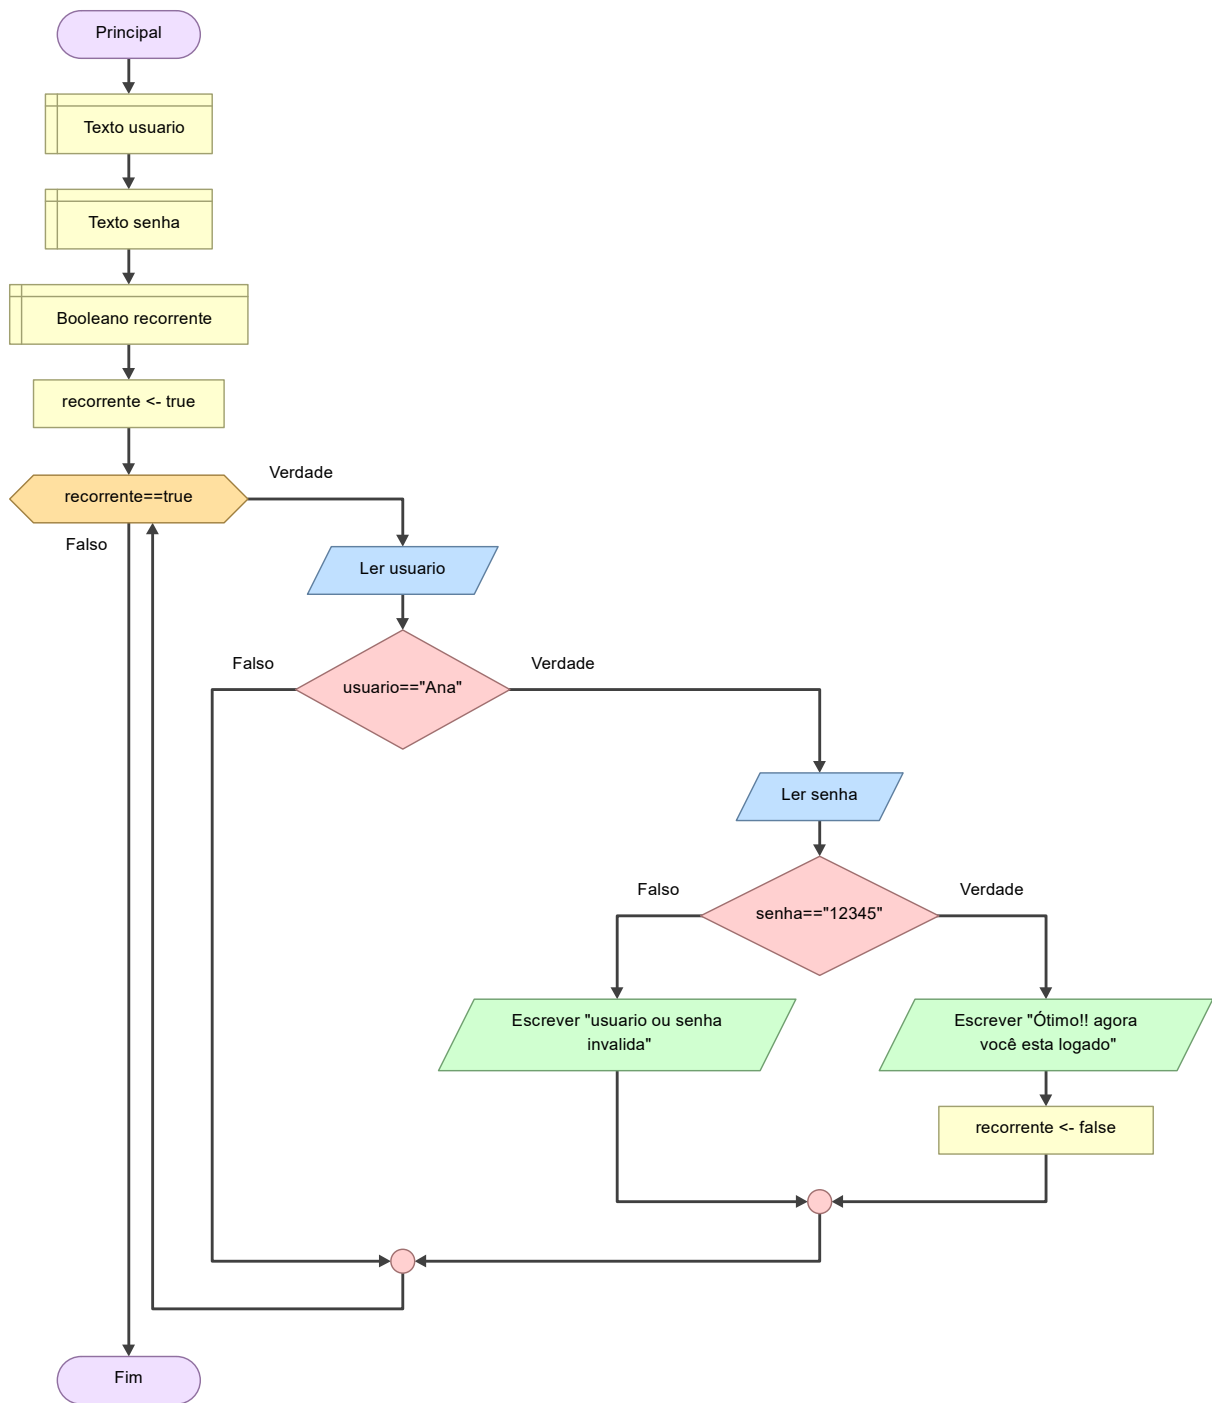 Principal
Texto usuario
Texto senha
Booleano recorrente
recorrente <- true
Verdade
recorrente==true
Falso
Ler usuario
Falso
Verdade
usuario=="Ana"
Ler senha
Falso
Verdade
senha=="12345"
Escrever "usuario ou senha
invalida"
Escrever "Ótimo!! agora
você esta logado"
recorrente <- false
Fim